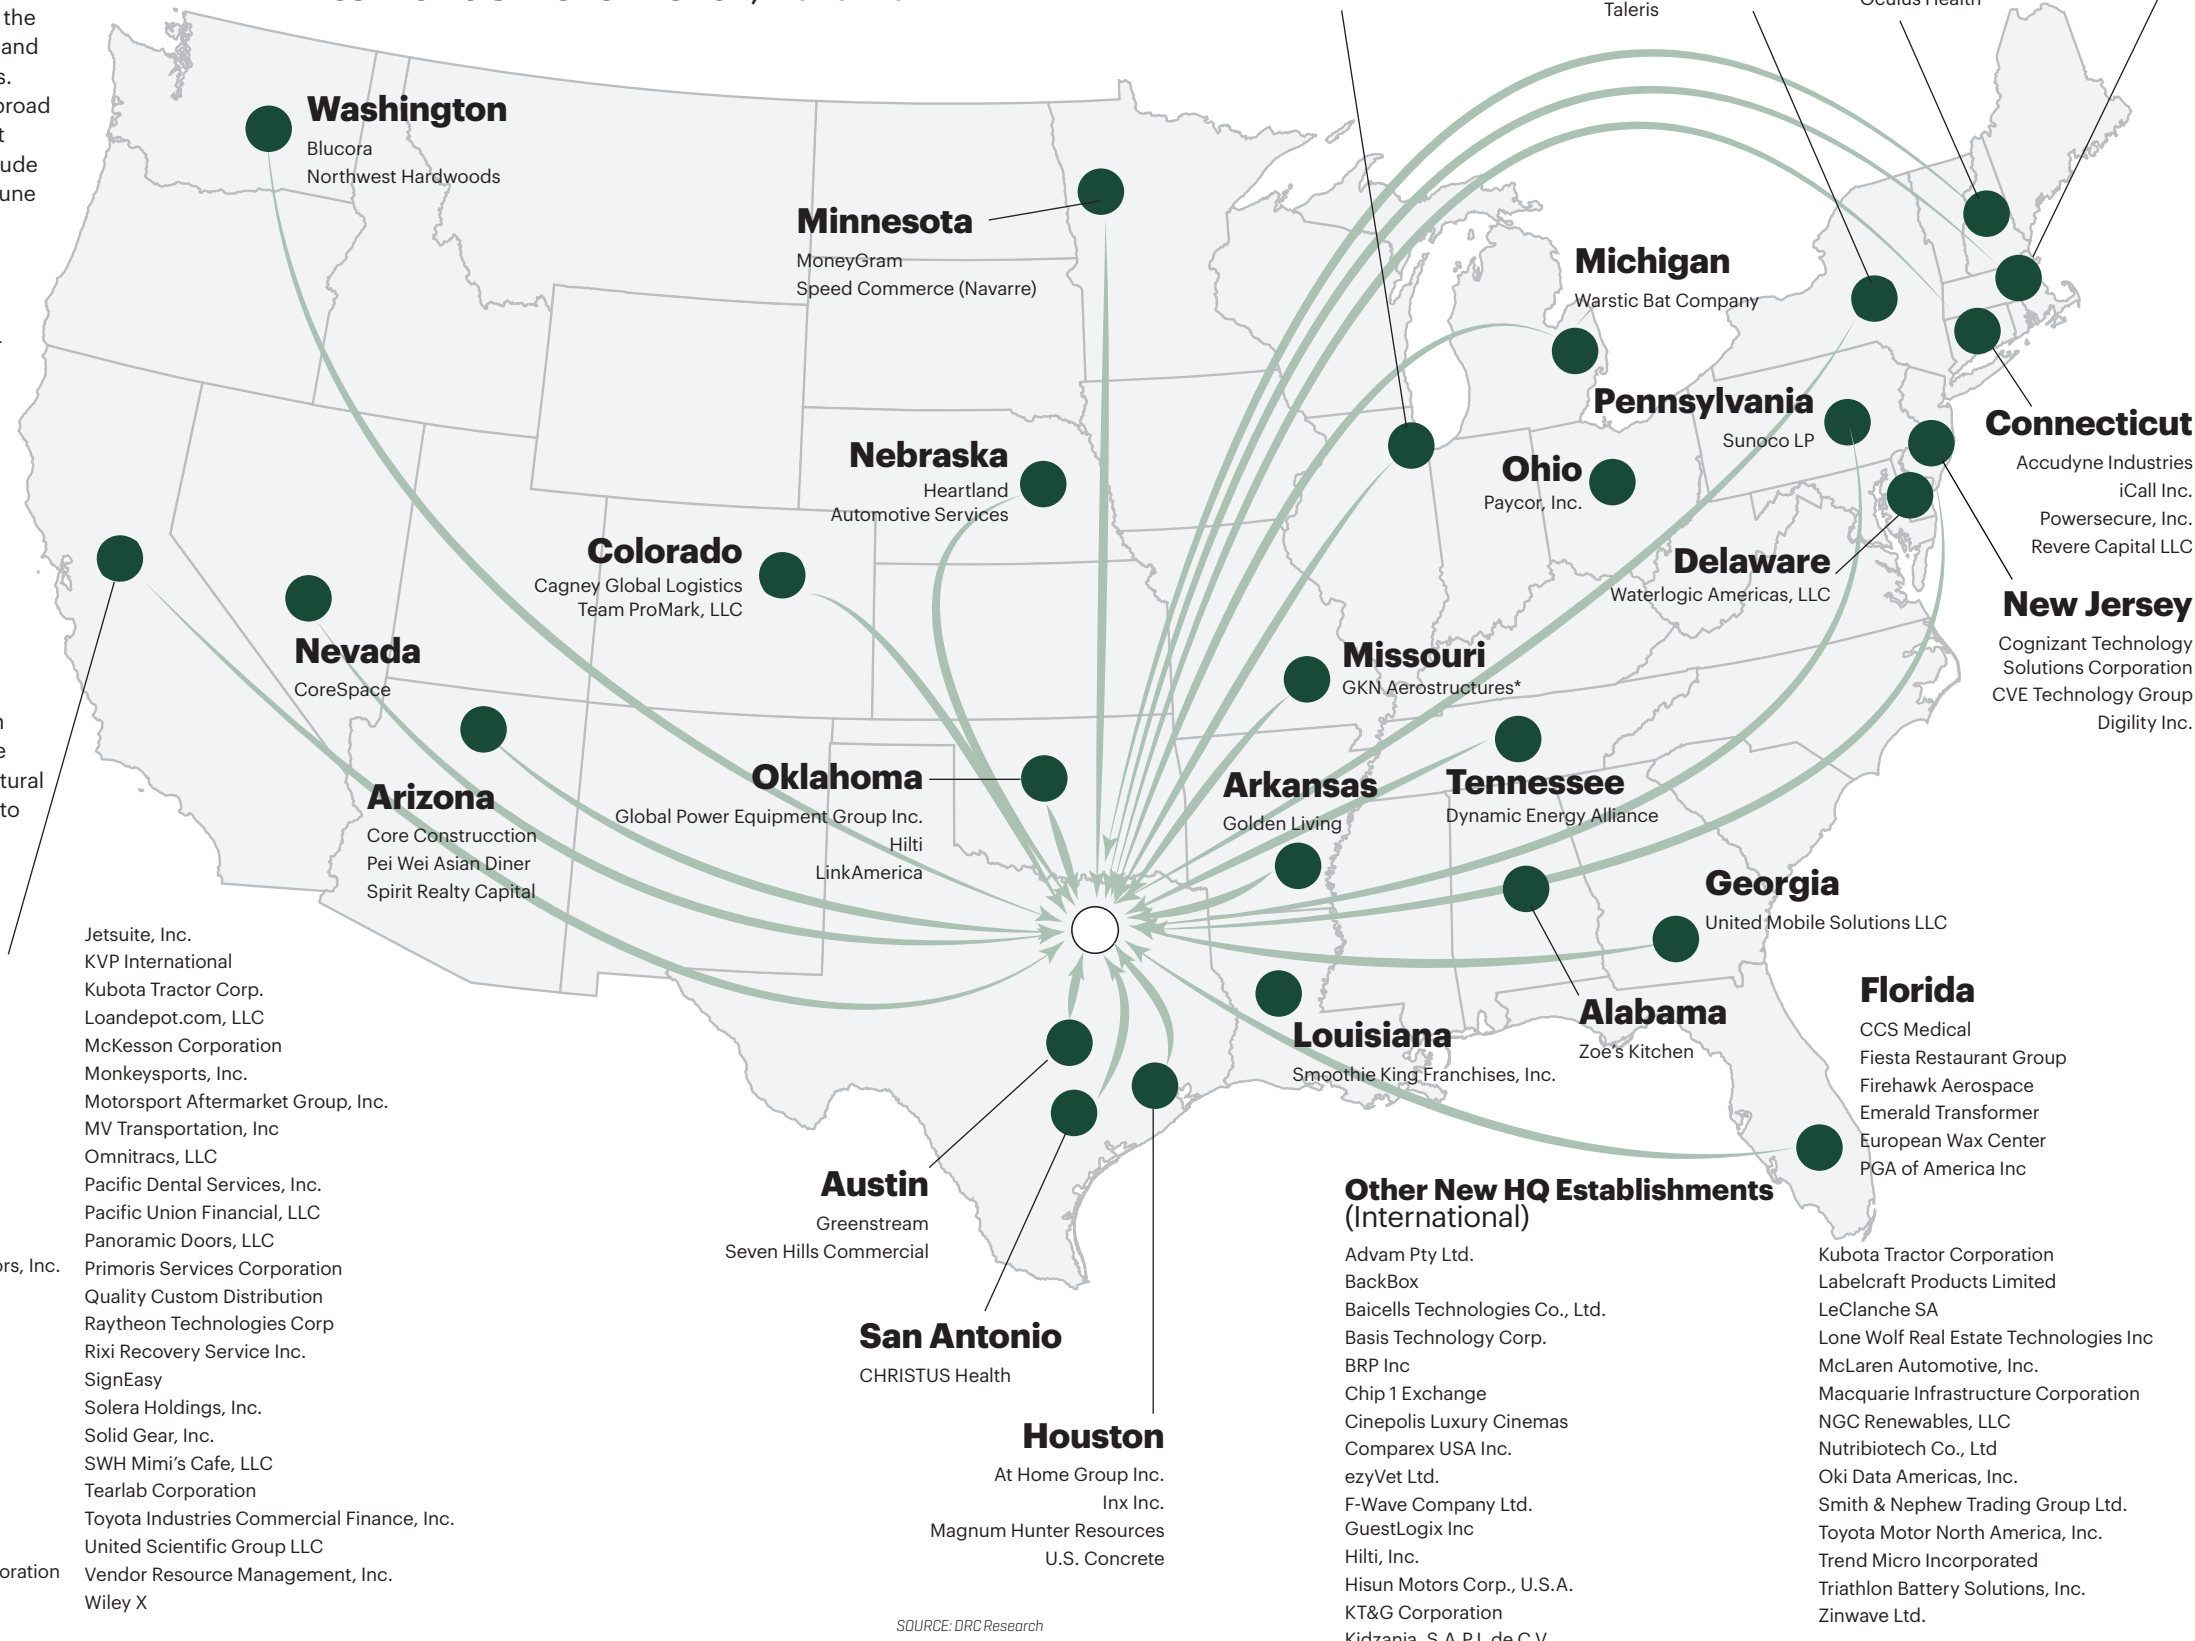 the
and
Taleris
Washington
Blucora
Northwest Hardwoods
Minnesota
MoneyGram
Speed Commerce (Navarre)
Michigan
Warstic Bat Company
Pennsylvania
Sunoco LP
Connecticut
Accudyne Industries
iCall Inc.
Powersecure, Inc.
Revere Capital LLC
Nebraska
Heartland
Automotive Services
Ohio
Paycor, Inc.
Colorado
Cagney Global Logistics
Team ProMark, LLC
Delaware
Waterlogic Americas, LLC
New Jersey
Cognizant Technology
Solutions Corporation
CVE Technology Group
Digility Inc.
Nevada
CoreSpace
Missouri
GKN Aerostructures*
Arizona
Core Construcction
Pei Wei Asian Diner
Spirit Realty Capital
Oklahoma
Global Power Equipment Group Inc.
Hilti
LinkAmerica
Arkansas
Golden Living
Tennessee
Dynamic Energy Alliance
to
Georgia
United Mobile Solutions LLC
Alabama
Zoe's Kitchen
Louisiana
Smoothie King Franchises, Inc.
Florida
CCS Medical
Fiesta Restaurant Group
Firehawk Aerospace
Emerald Transformer
European Wax Center
PGA of America Inc
Jetsuite, Inc.
KVP International
Kubota Tractor Corp.
Loandepot.com, LLC
McKesson Corporation
Monkeysports, Inc.
Motorsport Aftermarket Group, Inc.
MV Transportation, Inc
Omnitracs, LLC
Pacific Dental Services, Inc.
Pacific Union Financial, LLC
Panoramic Doors, LLC
Primoris Services Corporation
Quality Custom Distribution
Raytheon Technologies Corp
Rixi Recovery Service Inc.
SignEasy
Solera Holdings, Inc.
Solid Gear, Inc.
SWH Mimi's Cafe, LLC
Tearlab Corporation
Toyota Industries Commercial Finance, Inc.
United Scientific Group LLC
Vendor Resource Management, Inc.
Wiley X
Austin
Greenstream
Seven Hills Commercial
San Antonio
CHRISTUS Health
Houston
At Home Group Inc.
Inx Inc.
Magnum Hunter Resources
U.S. Concrete
Other New HQ Establishments
(International)
Advam Pty Ltd.
BackBox
Baicells Technologies Co., Ltd.
Basis Technology Corp.
BRP Inc
Chip 1 Exchange
Cinepolis Luxury Cinemas
Comparex USA Inc.
ezyVet Ltd.
F-Wave Company Ltd.
GuestLogix Inc
Hilti, Inc.
Hisun Motors Corp., U.S.A.
KT&G Corporation
Kidzania, S.A.P.I. de C.V.
Kubota Tractor Corporation
Labelcraft Products Limited
LeClanche SA
Lone Wolf Real Estate Technologies Inc
McLaren Automotive, Inc.
Macquarie Infrastructure Corporation
NGC Renewables, LLC
Nutribiotech Co., Ltd
Oki Data Americas, Inc.
Smith & Nephew Trading Group Ltd.
Toyota Motor North America, Inc.
Trend Micro Incorporated
Triathlon Battery Solutions, Inc.
Zinwave Ltd.
SOURCE: DRC Research